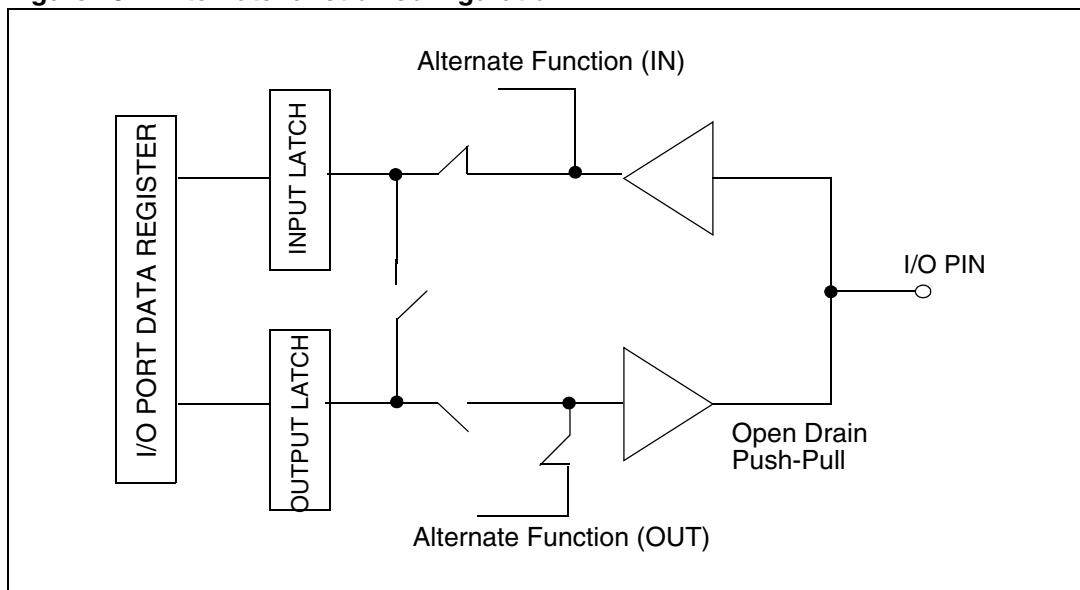 Alternate Function (IN)
I/O PORT DATA REGISTER
INPUT LATCH
I/O PIN
OUTPUT LATCH
Open Drain
Push-Pull
Alternate Function (OUT)